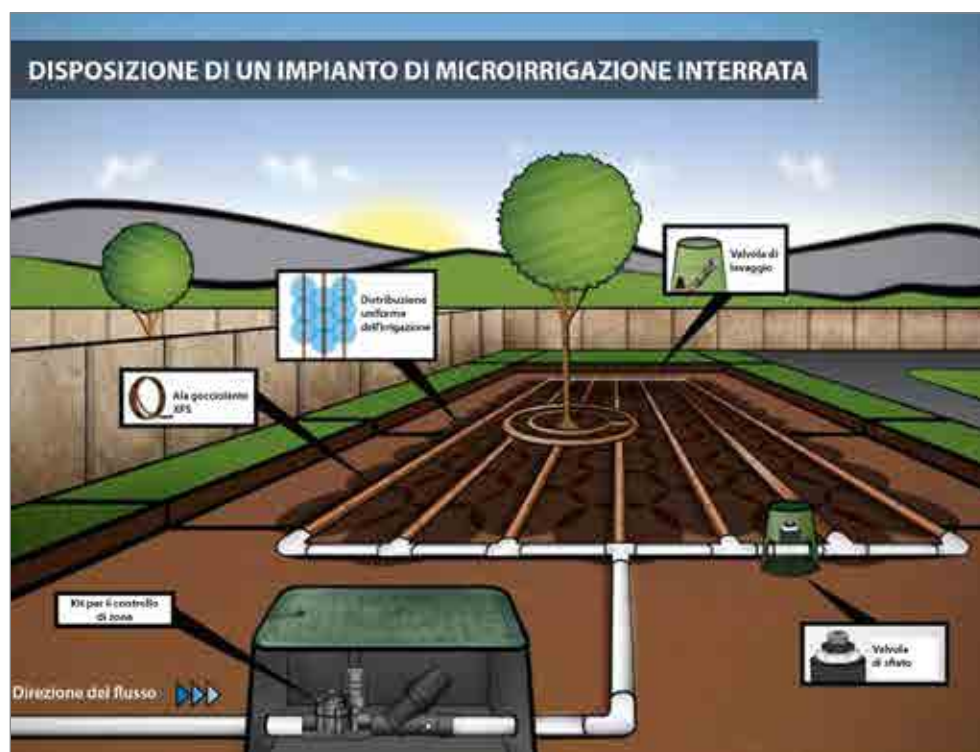 DISPOSIZIONE DI UN IMPIANTO DI MICROIRRIGAZIONE INTERRATA
Valvola di
lavaggio
Distribuzione
uniforme
dell'irrigazione
Ala gocciolante
XFS
Kit per il controllo
di zona
Valvola
di sfiato
Direzione del flusso